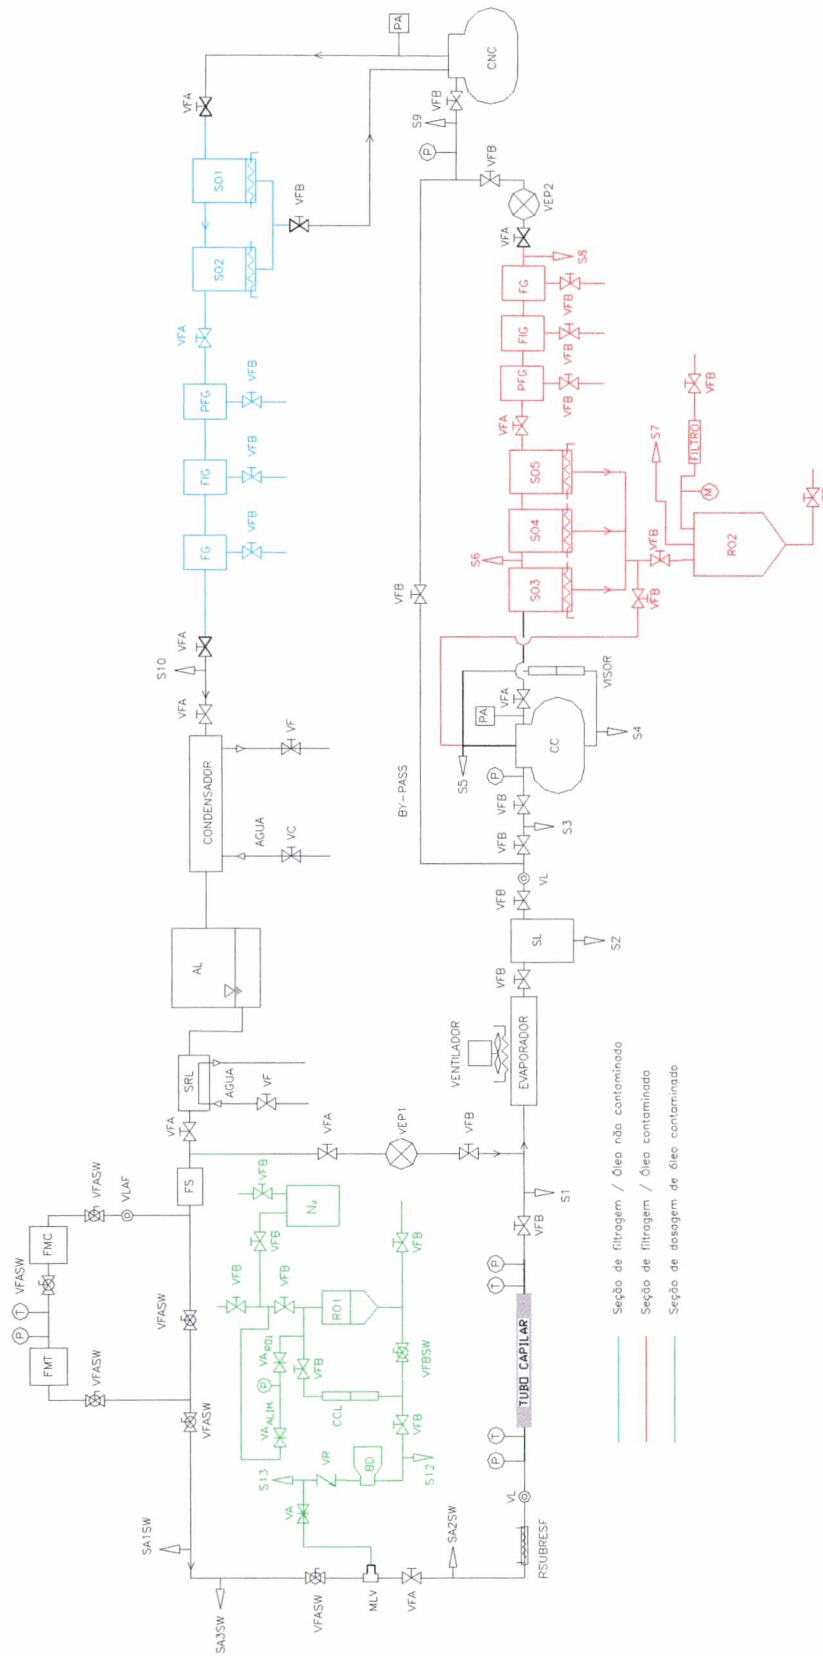 FMT
P
T
VFASW
FMC
VFASW
VFASW
VLAF
VFASW
VFASW
SA1SW
SA3SW
FS
VFA
SRL
AGUA
VF
AL
CONDENSADOR
AGUA
VC
VF
VFA
S10
VFA
FG
VFB
FIG
VFB
PFG
VFB
VFA
SO2
SO1
VFB
VFA
PA
CNC
VFB
S9
P
VFB
VEP2
VFA
VFA
VEP1
VFB
VFB
VFB
N₂
VFB
VFB
VA RO1
P
VA ALIM.
VFB
RO1
VFB
VFBSW
CCL
VFB
S13
VR
BO
S12
VA
VFASW
MLV
VFA
SA2SW
RSUBRESF
VL
P
T
TUBO CAPILAR
T
P
VFB
S1
VENTILADOR
EVAPORADOR
VFB
SL
S2
VFB
VL
VFB
S3
VFB
BY-PASS
VFB
P
S5
PA
CC
VFA
VISOR
S4
SO3
S6
SO4
SO5
VFA
PFG
VFB
FIG
VFB
FG
VFB
S8
VFB
VFB
RO2
M
S7
FILTRO
VFB
Seção de filtragem / Óleo não contaminado
Seção de filtragem / Óleo contaminado
Seção de dosagem de óleo contaminado